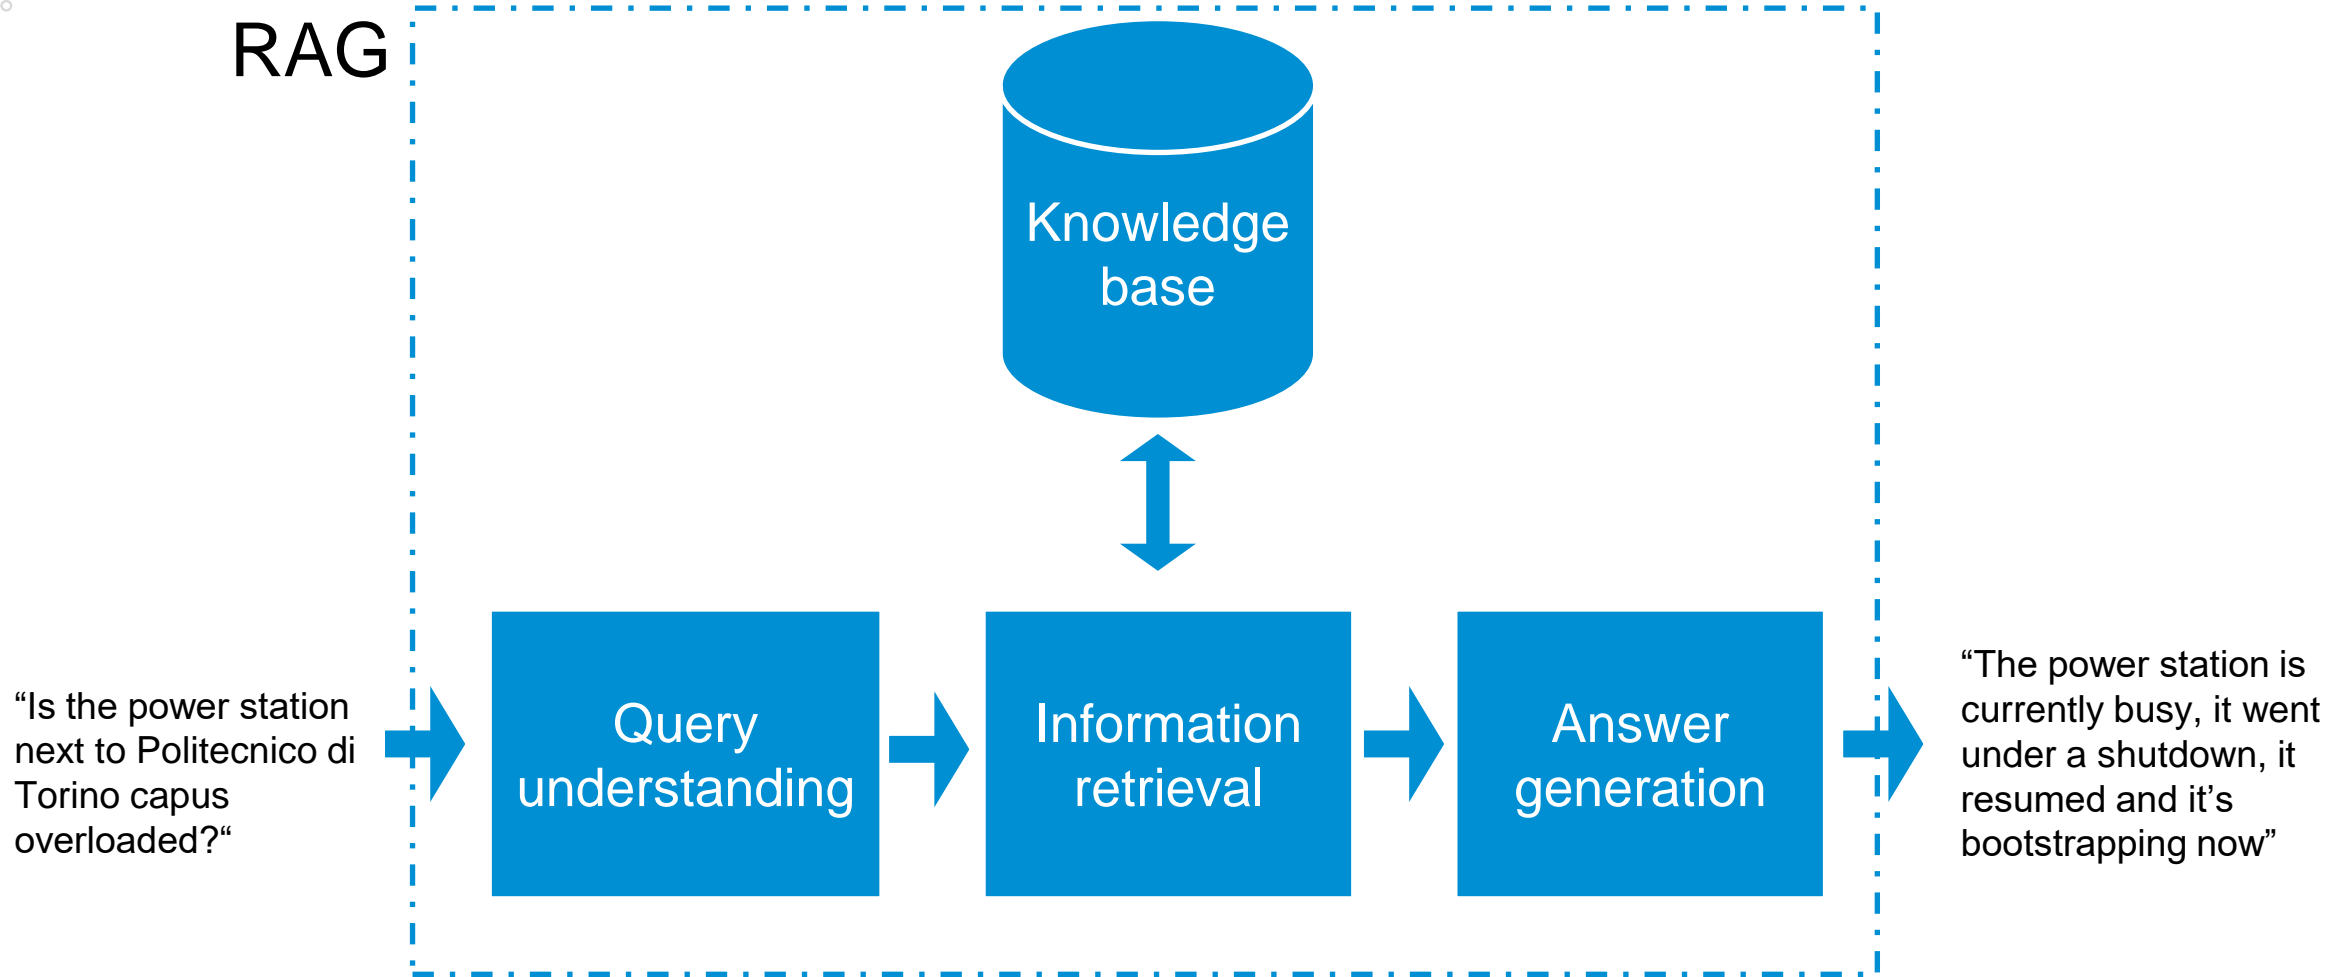 RAG
Knowledge
base
“Is the power station
next to Politecnico di
Torino capus
overloaded?“
Query
understanding
Information
retrieval
Answer
generation
“The power station is
currently busy, it went
under a shutdown, it
resumed and it’s
bootstrapping now”